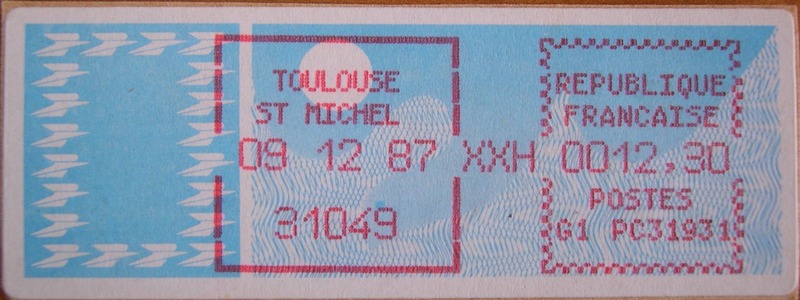 TOULOUSE
ST MICHEL
09 12 87 XXH 0012,30
31049
REPUBLIQUE
FRANCAISE
POSTES
G1 PC31931